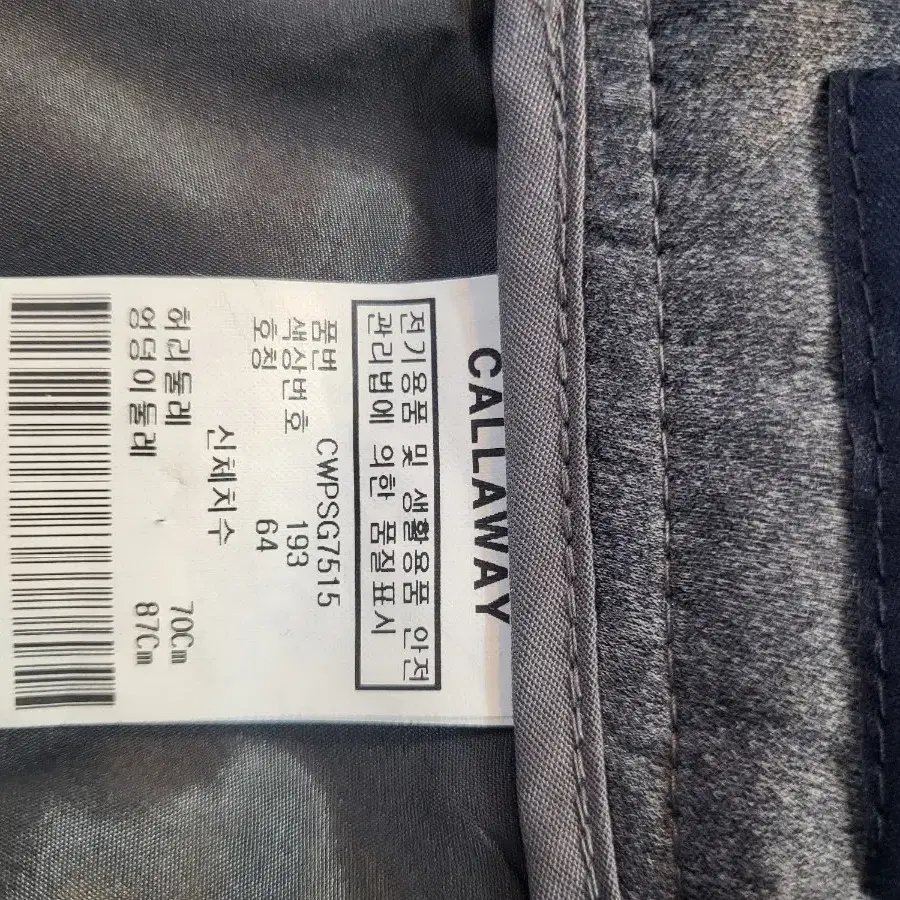 CALLAWAY
전기용품 및 생활용품 안전
관리법에 의한 품질표시
품번 CWPSG7515
색상번호 193
호칭 64
신체치수
허리둘레 70Cm
엉덩이둘레 87Cm